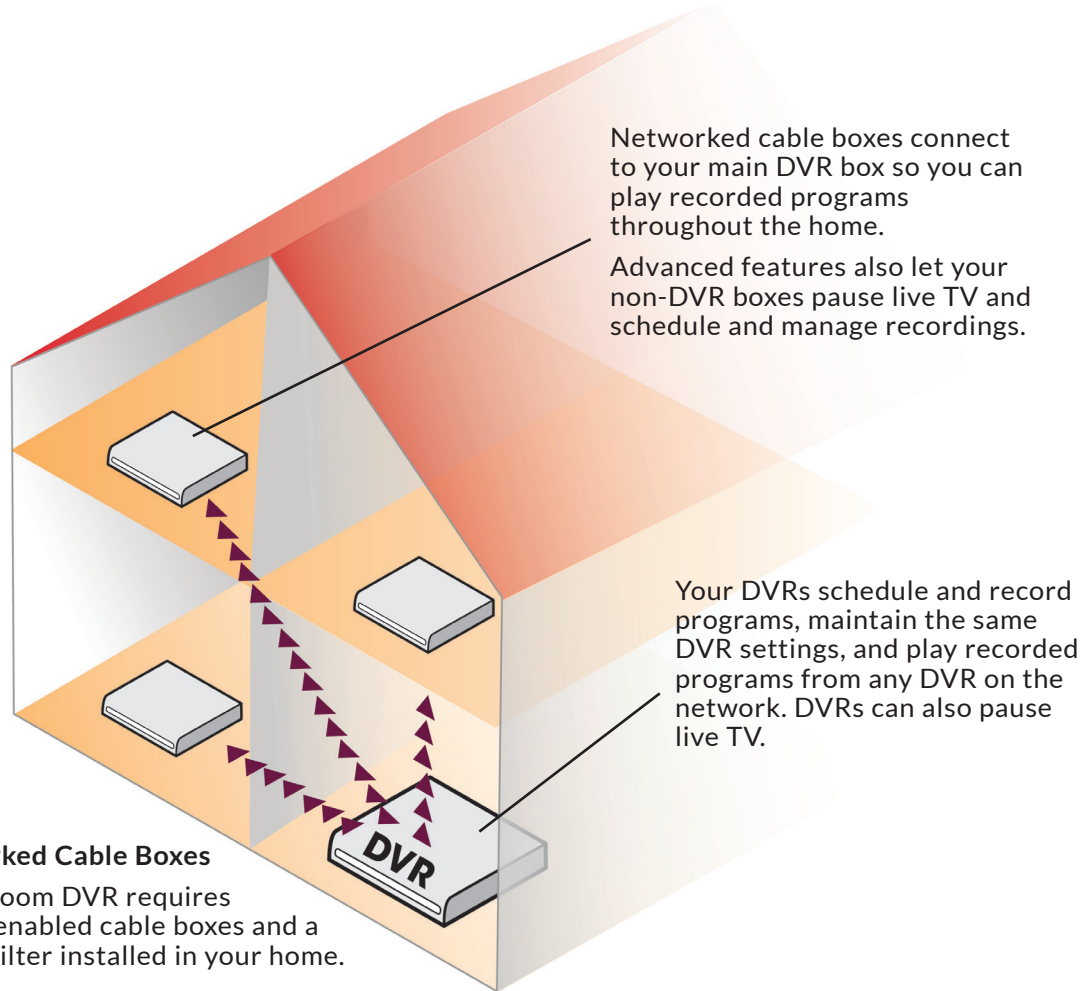 Networked cable boxes connect
to your main DVR box so you can
play recorded programs
throughout the home.
Advanced features also let your
non-DVR boxes pause live TV and
schedule and manage recordings.
Your DVRs schedule and record
programs, maintain the same
DVR settings, and play recorded
programs from any DVR on the
network. DVRs can also pause
live TV.
DVR
Cable Boxes
DVR requires
enabled cable boxes and a
installed in your home.